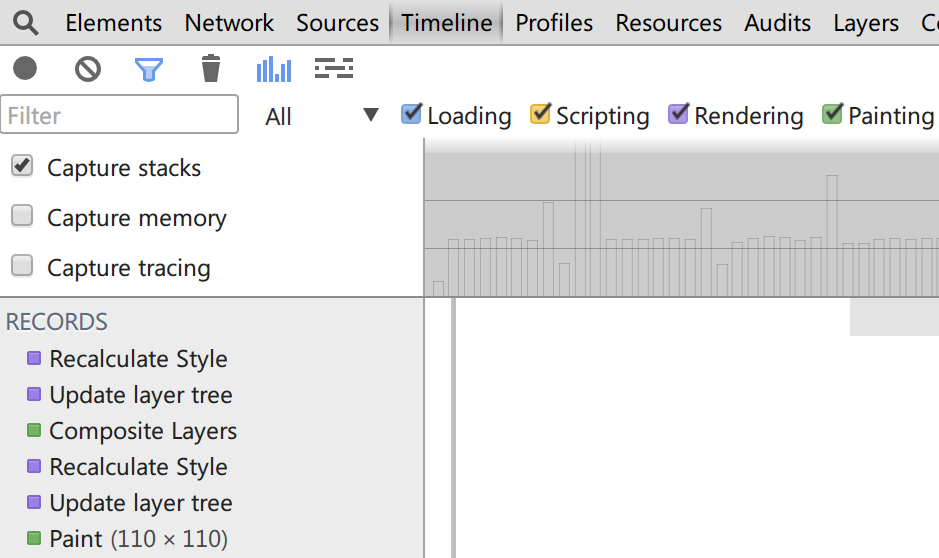 Elements Network Sources Timeline Profiles Resources Audits Layers
Filter All Loading Scripting Rendering Painting
Capture stacks
Capture memory
Capture tracing
RECORDS
Recalculate Style
Update layer tree
Composite Layers
Recalculate Style
Update layer tree
Paint (110 × 110)